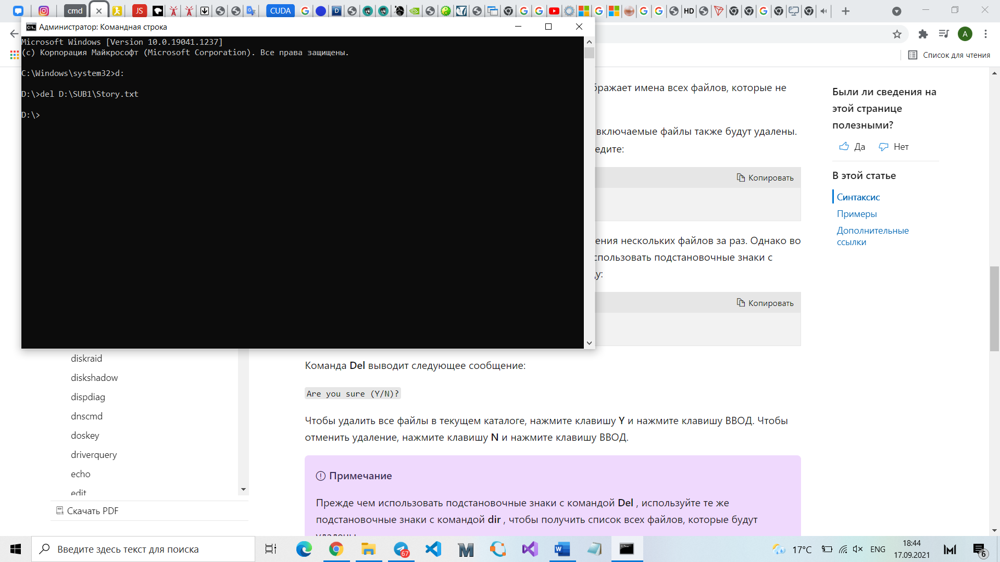 cmd
JS
CUDA
HD
Администратор: Командная строка
Microsoft Windows [Version 10.0.19041.1237]
(c) Корпорация Майкрософт (Microsoft Corporation). Все права защищены.
C:\Windows\system32>d:
D:\>del D:\SUB1\Story.txt
D:\>
A
Список для чтения
бражает имена всех файлов, которые не
включаемые файлы также будут удалены.
едите:
Копировать
ения нескольких файлов за раз. Однако во
спользовать подстановочные знаки с
у:
Копировать
Команда Del выводит следующее сообщение:
Are you sure (Y/N)?
Чтобы удалить все файлы в текущем каталоге, нажмите клавишу Y и нажмите клавишу ВВОД. Чтобы
отменить удаление, нажмите клавишу N и нажмите клавишу ВВОД.
Примечание
Прежде чем использовать подстановочные знаки с командой Del , используйте те же
подстановочные знаки с командой dir , чтобы получить список всех файлов, которые будут
удалены.
Были ли сведения на
этой странице
полезными?
Да
Нет
В этой статье
Синтаксис
Примеры
Дополнительные
ссылки
diskraid
diskshadow
dispdiag
dnscmd
doskey
driverquery
echo
edit
Скачать PDF
Введите здесь текст для поиска
67
17°C
ENG
18:44
17.09.2021
6